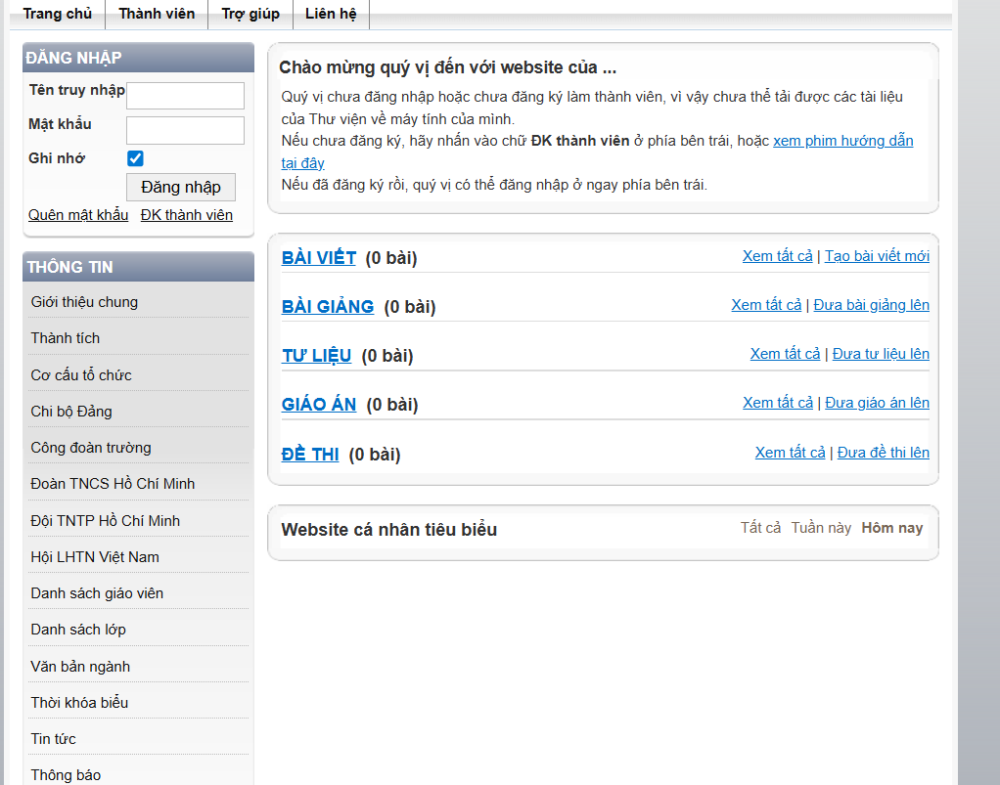 Trang chủ Thành viên Trợ giúp Liên hệ
ĐĂNG NHẬP
Tên truy nhập
Mật khẩu
Ghi nhớ
Đăng nhập
Quên mật khẩu ĐK thành viên
THÔNG TIN
Giới thiệu chung
Thành tích
Cơ cấu tổ chức
Chi bộ Đảng
Công đoàn trường
Đoàn TNCS Hồ Chí Minh
Đội TNTP Hồ Chí Minh
Hội LHTN Việt Nam
Danh sách giáo viên
Danh sách lớp
Văn bản ngành
Thời khóa biểu
Tin tức
Thông báo
Chào mừng quý vị đến với website của ...
Quý vị chưa đăng nhập hoặc chưa đăng ký làm thành viên, vì vậy chưa thể tải được các tài liệu
của Thư viện về máy tính của mình.
Nếu chưa đăng ký, hãy nhấn vào chữ ĐK thành viên ở phía bên trái, hoặc xem phim hướng dẫn
tại đây
Nếu đã đăng ký rồi, quý vị có thể đăng nhập ở ngay phía bên trái.
BÀI VIẾT (0 bài) Xem tất cả | Tạo bài viết mới
BÀI GIẢNG (0 bài) Xem tất cả | Đưa bài giảng lên
TƯ LIỆU (0 bài) Xem tất cả | Đưa tư liệu lên
GIÁO ÁN (0 bài) Xem tất cả | Đưa giáo án lên
ĐỀ THI (0 bài) Xem tất cả | Đưa đề thi lên
Website cá nhân tiêu biểu Tất cả Tuần này Hôm nay